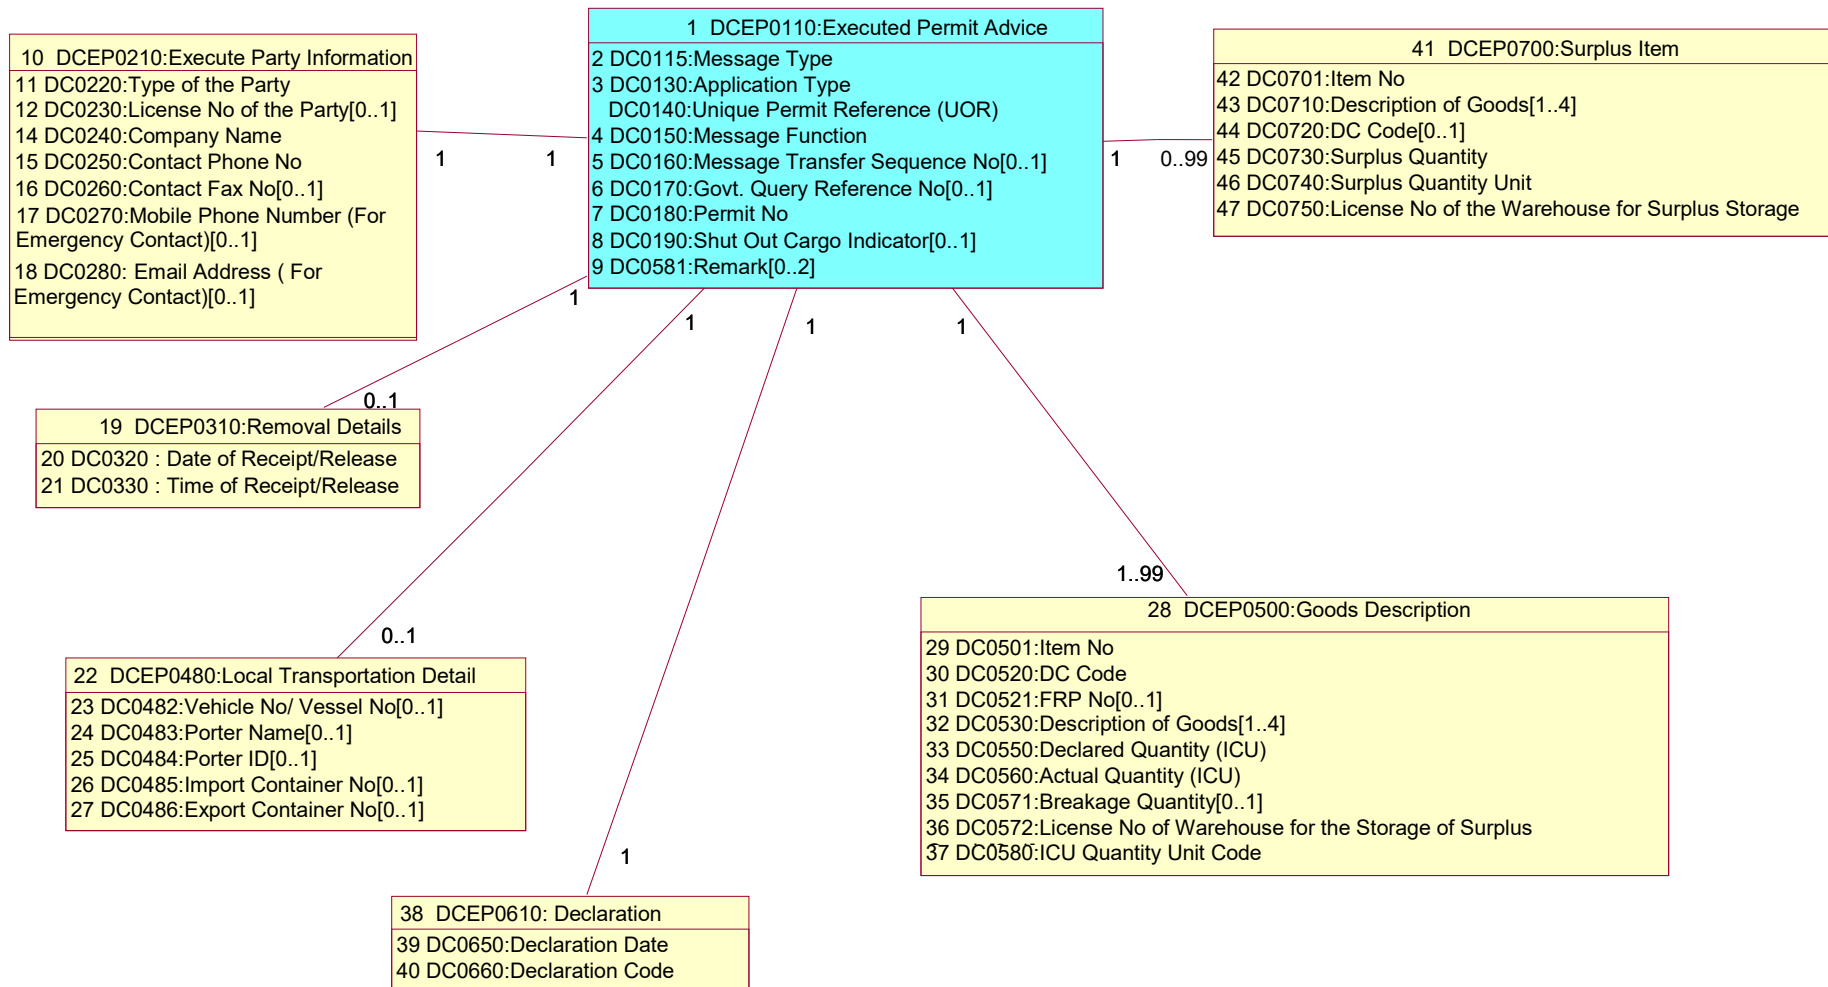 10 DCEP0210:Execute Party Information
11 DC0220:Type of the Party
12 DC0230:License No of the Party[0..1]
14 DC0240:Company Name
15 DC0250:Contact Phone No
16 DC0260:Contact Fax No[0..1]
17 DC0270:Mobile Phone Number (For
Emergency Contact)[0..1]
18 DC0280: Email Address ( For
Emergency Contact)[0..1]
1
1
1 DCEP0110:Executed Permit Advice
2 DC0115:Message Type
3 DC0130:Application Type
DC0140:Unique Permit Reference (UOR)
4 DC0150:Message Function
5 DC0160:Message Transfer Sequence No[0..1]
6 DC0170:Govt. Query Reference No[0..1]
7 DC0180:Permit No
8 DC0190:Shut Out Cargo Indicator[0..1]
9 DC0581:Remark[0..2]
1
0..99
41 DCEP0700:Surplus Item
42 DC0701:Item No
43 DC0710:Description of Goods[1..4]
44 DC0720:DC Code[0..1]
45 DC0730:Surplus Quantity
46 DC0740:Surplus Quantity Unit
47 DC0750:License No of the Warehouse for Surplus Storage
1
1
1
1
0..1
19 DCEP0310:Removal Details
20 DC0320 : Date of Receipt/Release
21 DC0330 : Time of Receipt/Release
0..1
22 DCEP0480:Local Transportation Detail
23 DC0482:Vehicle No/ Vessel No[0..1]
24 DC0483:Porter Name[0..1]
25 DC0484:Porter ID[0..1]
26 DC0485:Import Container No[0..1]
27 DC0486:Export Container No[0..1]
1..99
28 DCEP0500:Goods Description
29 DC0501:Item No
30 DC0520:DC Code
31 DC0521:FRP No[0..1]
32 DC0530:Description of Goods[1..4]
33 DC0550:Declared Quantity (ICU)
34 DC0560:Actual Quantity (ICU)
35 DC0571:Breakage Quantity[0..1]
36 DC0572:License No of Warehouse for the Storage of Surplus
37 DC0580:ICU Quantity Unit Code
1
38 DCEP0610: Declaration
39 DC0650:Declaration Date
40 DC0660:Declaration Code